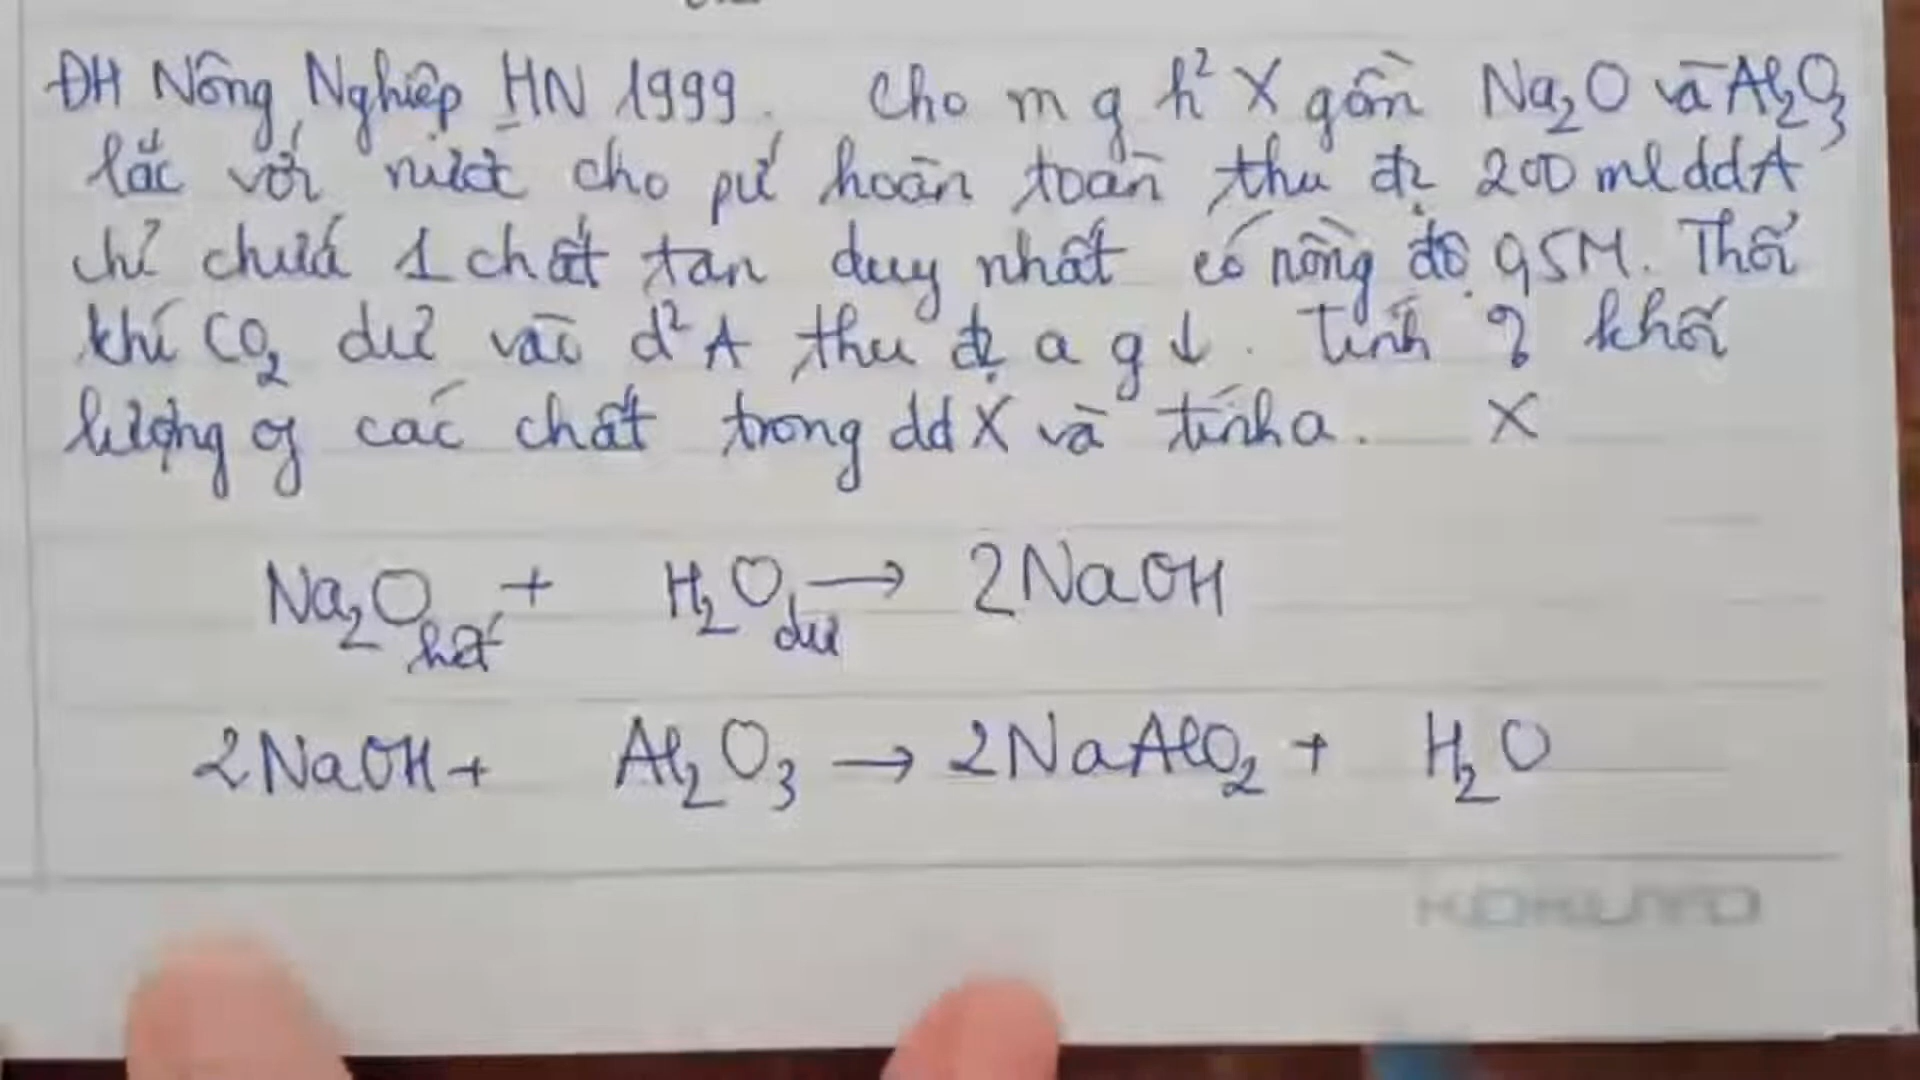 ĐH Nông Nghiệp HN 1999. Cho m g h² X gồm Na₂O và Al₂O₃
lắc với nước cho pứ hoàn toàn thu đc 200 ml ddA
chỉ chứa 1 chất tan duy nhất có nồng độ 0,5M. Thổi
khí CO₂ dư vào d² A thu đc a g ↓. Tính % khối
lượng các chất trong dd X và tính a. X
Na₂O hết + H₂O dư → 2NaOH
2NaOH + Al₂O₃ → 2NaAlO₂ + H₂O
KOKUYO